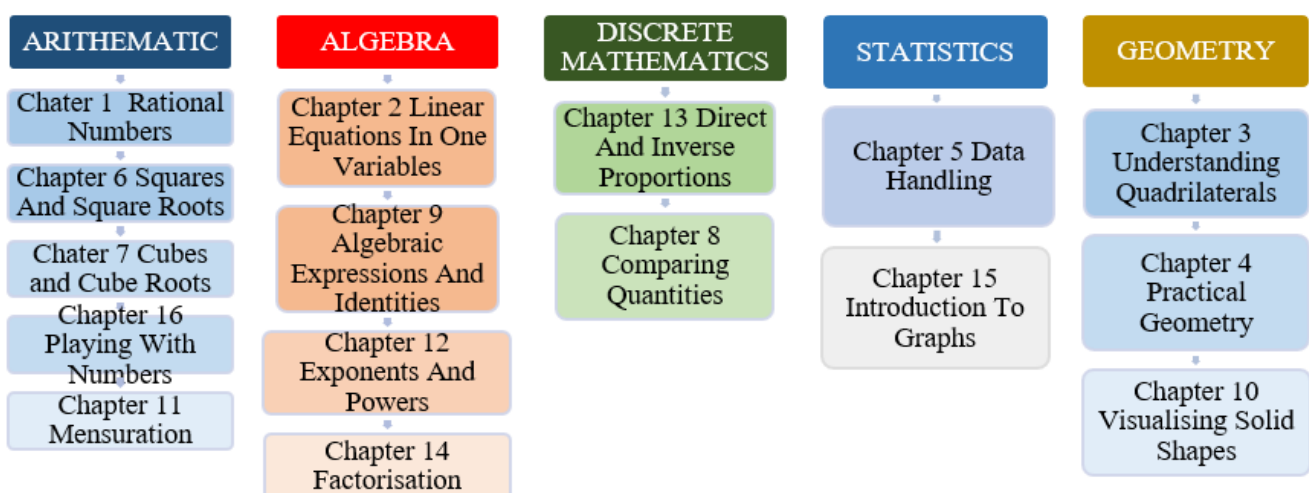 ARITHEMATIC
Chater 1  Rational
Numbers
Chapter 6 Squares
And Square Roots
Chater 7 Cubes
and Cube Roots
Chapter 16
Playing With
Numbers
Chapter 11
Mensuration
ALGEBRA
Chapter 2 Linear
Equations In One
Variables
Chapter 9
Algebraic
Expressions And
Identities
Chapter 12
Exponents And
Powers
Chapter 14
Factorisation
DISCRETE
MATHEMATICS
Chapter 13 Direct
And Inverse
Proportions
Chapter 8
Comparing
Quantities
STATISTICS
Chapter 5 Data
Handling
Chapter 15
Introduction To
Graphs
GEOMETRY
Chapter 3
Understanding
Quadrilaterals
Chapter 4
Practical
Geometry
Chapter 10
Visualising Solid
Shapes